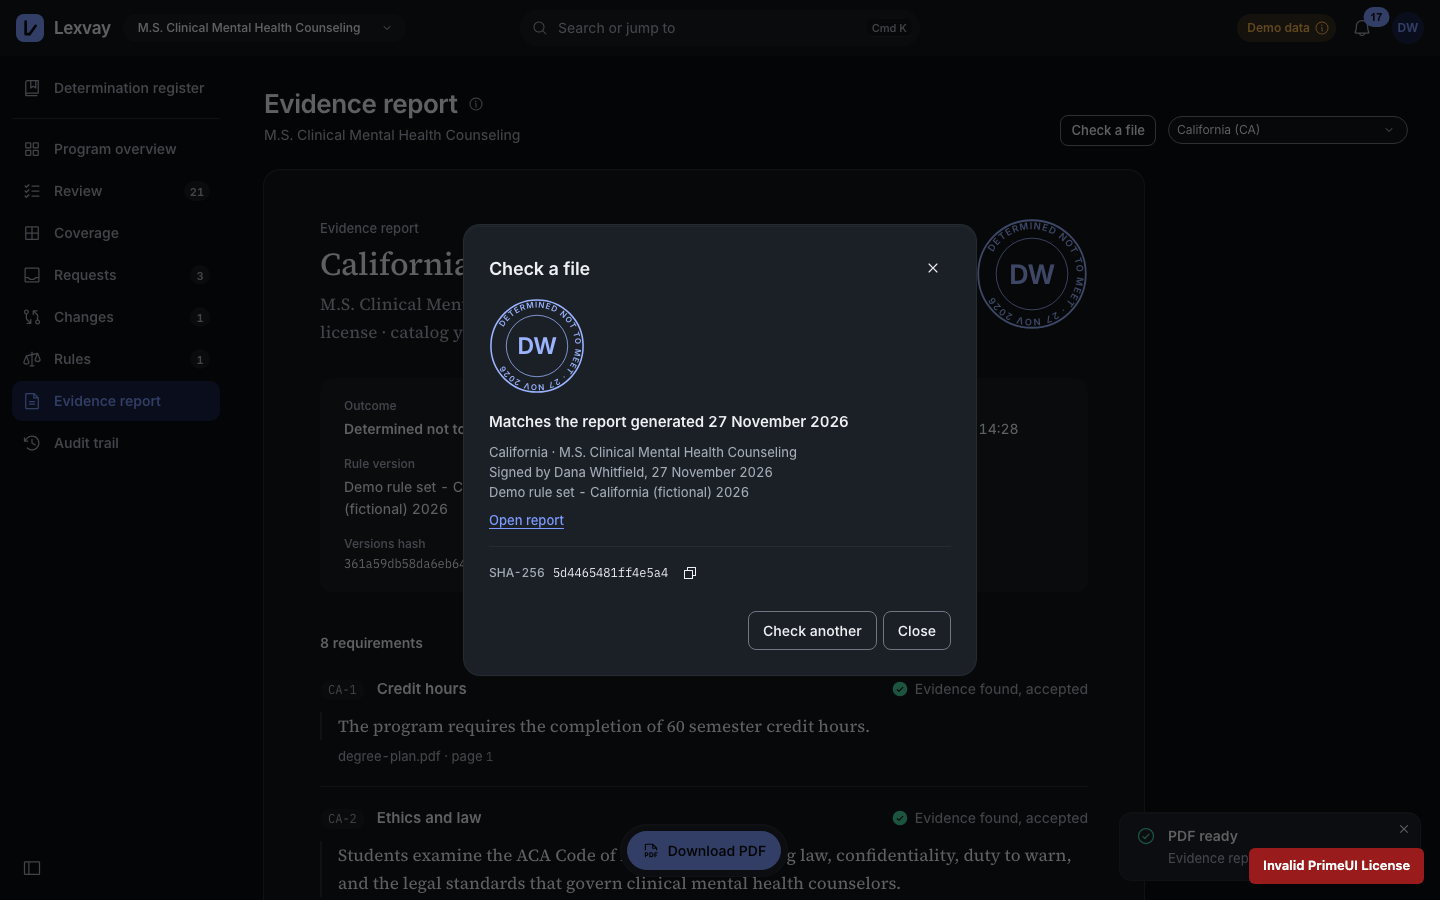 Lexvay
M.S. Clinical Mental Health Counseling
Search or jump to
Cmd K
Demo data
17
DW
Determination register
Program overview
Review
21
Coverage
Requests
3
Changes
1
Rules
1
Evidence report
Audit trail
Evidence report
M.S. Clinical Mental Health Counseling
Check a file
California (CA)
Evidence report
California
M.S. Clinical Men
license · catalog y
DETERMINED NOT TO MEET · 27 NOV 2026 ·
DW
Outcome
Determined not to
14:28
Rule version
Demo rule set - C
(fictional) 2026
Versions hash
361a59db58da6eb64
Check a file
DETERMINED NOT TO MEET · 27 NOV 2026 ·
DW
Matches the report generated 27 November 2026
California · M.S. Clinical Mental Health Counseling
Signed by Dana Whitfield, 27 November 2026
Demo rule set - California (fictional) 2026
Open report
SHA-256 5d4465481ff4e5a4
Check another
Close
8 requirements
CA-1 Credit hours
Evidence found, accepted
The program requires the completion of 60 semester credit hours.
degree-plan.pdf · page 1
CA-2 Ethics and law
Evidence found, accepted
Students examine the ACA Code of
g law, confidentiality, duty to warn,
and the legal standards that govern clinical mental health counselors.
Download PDF
PDF ready
Evidence rep
Invalid PrimeUI License